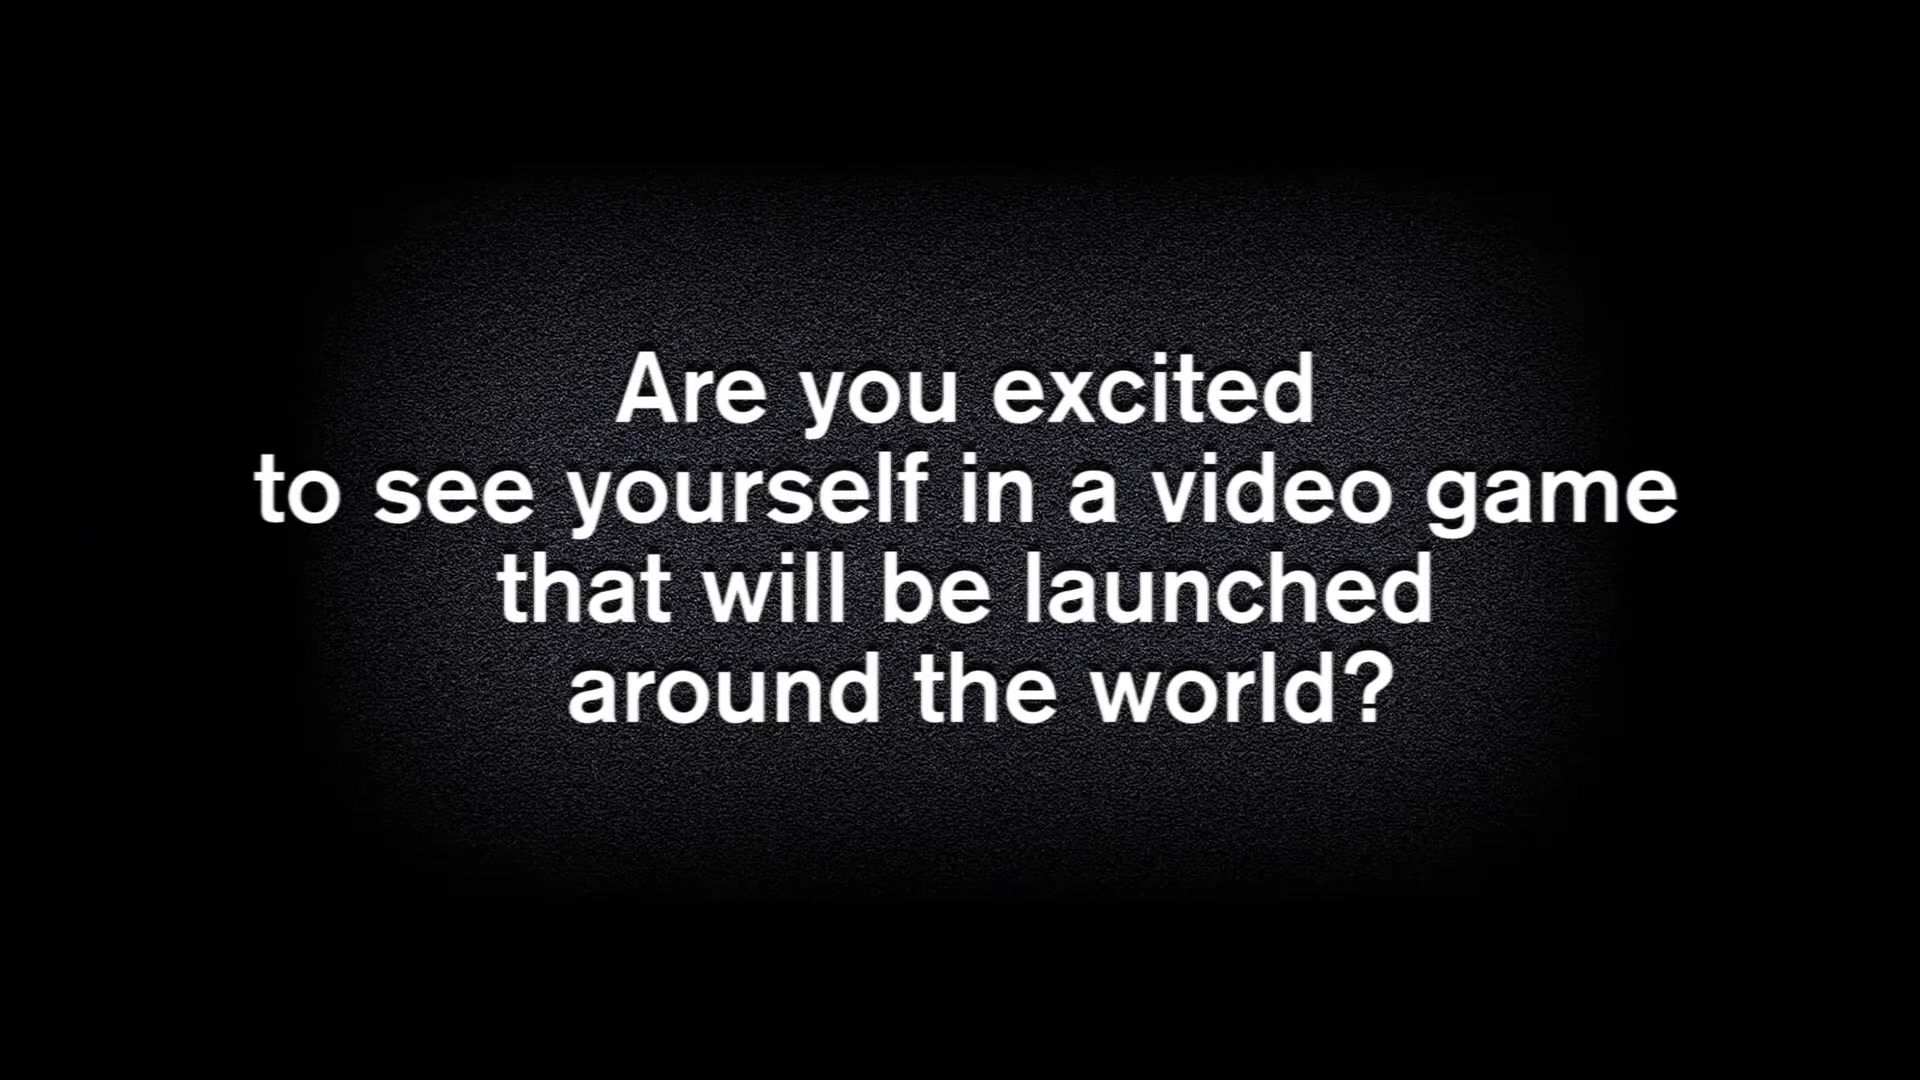 Are you excited
to see yourself in a video game
that will be launched
around the world?